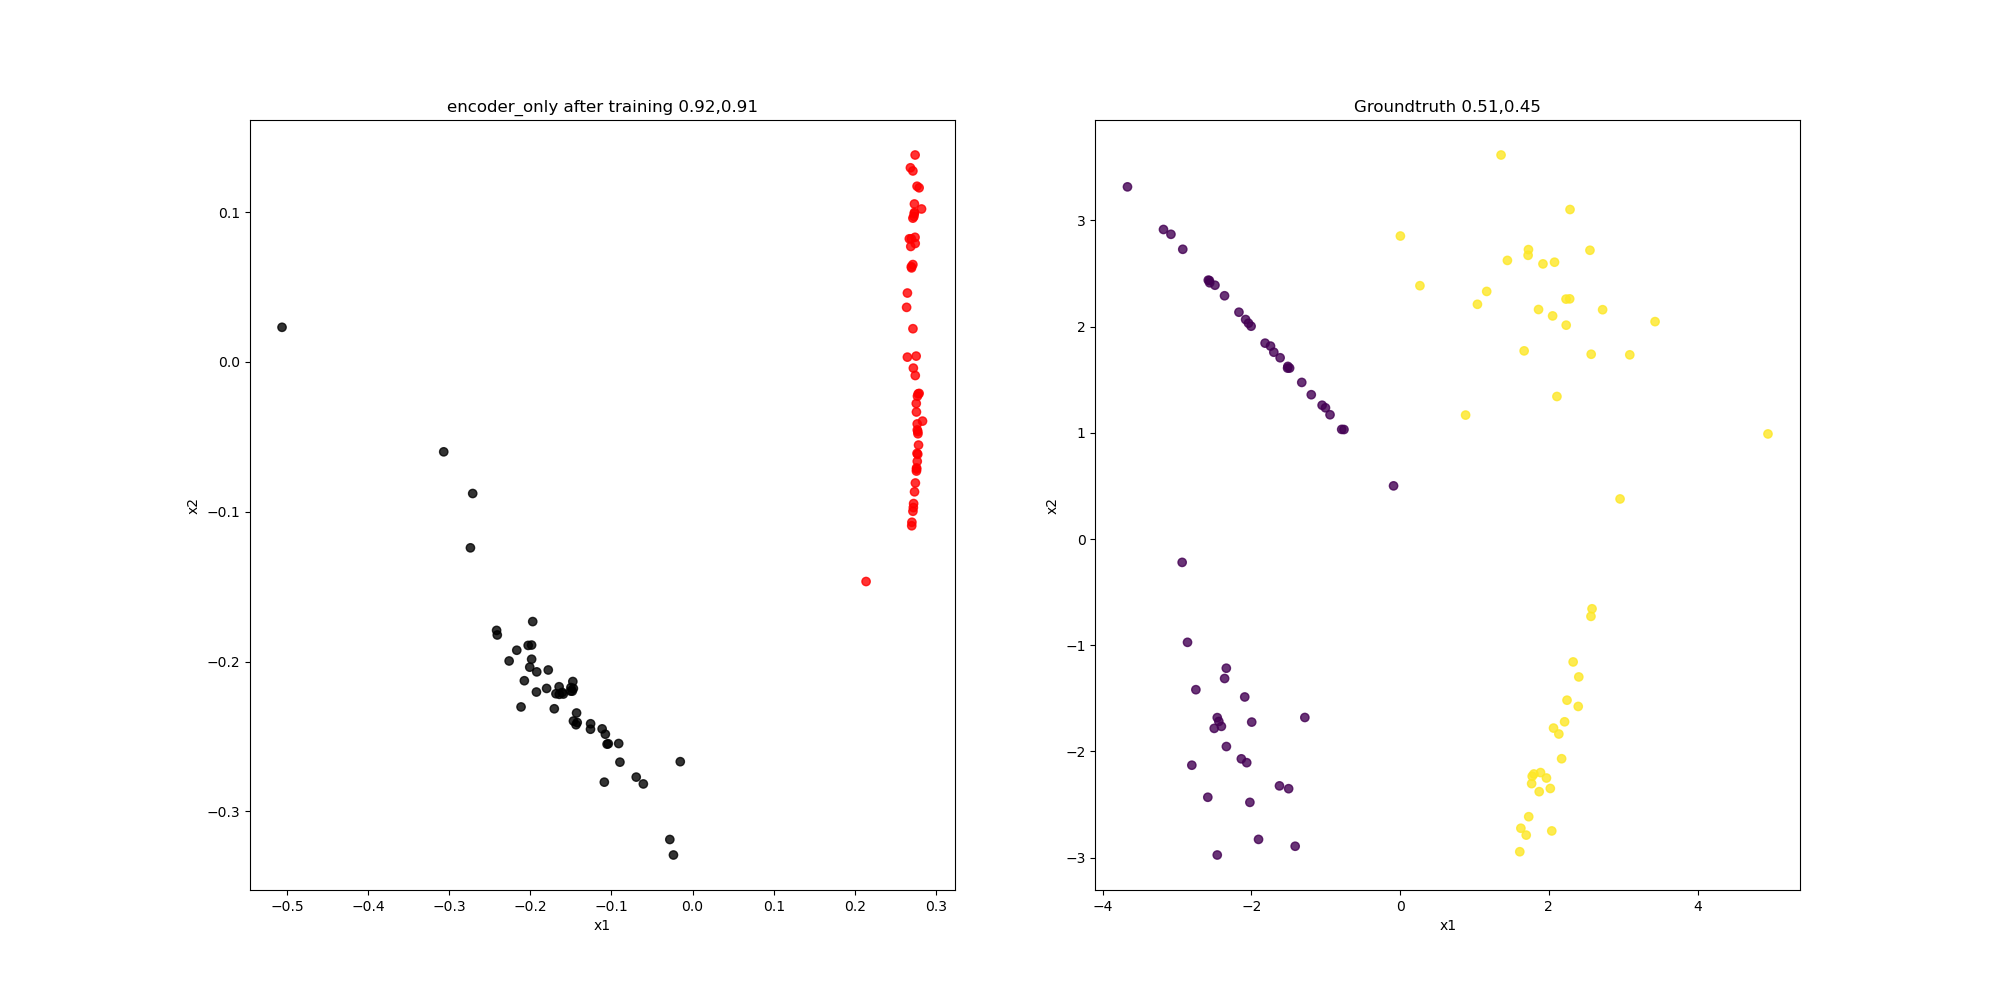 encoder_only after training 0.92,0.91
x2
0.1
0.0
−0.1
−0.2
−0.3
−0.5 −0.4 −0.3 −0.2 −0.1 0.0 0.1 0.2 0.3
x1
Groundtruth 0.51,0.45
x2
3
2
1
0
−1
−2
−3
−4 −2 0 2 4
x1